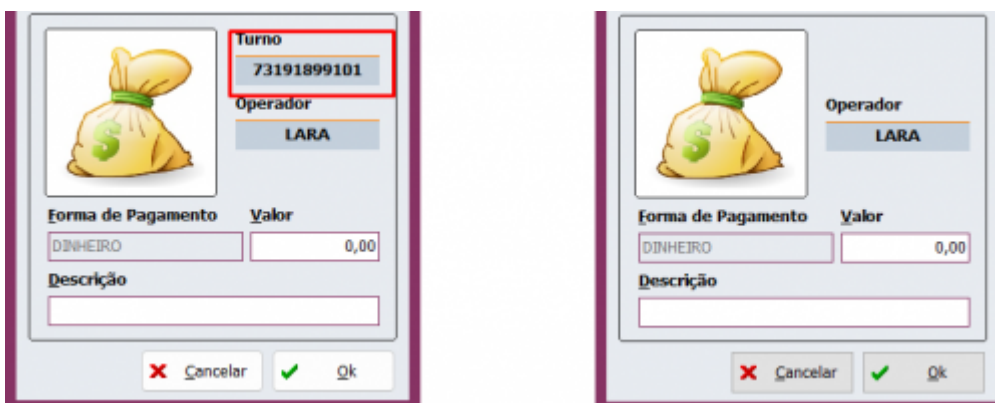 Turno
73191899101
Operador
LARA
Forma de Pagamento Valor
DINHEIRO 0,00
Descrição
Cancelar Ok
Operador
LARA
Forma de Pagamento Valor
DINHEIRO 0,00
Descrição
Cancelar Ok